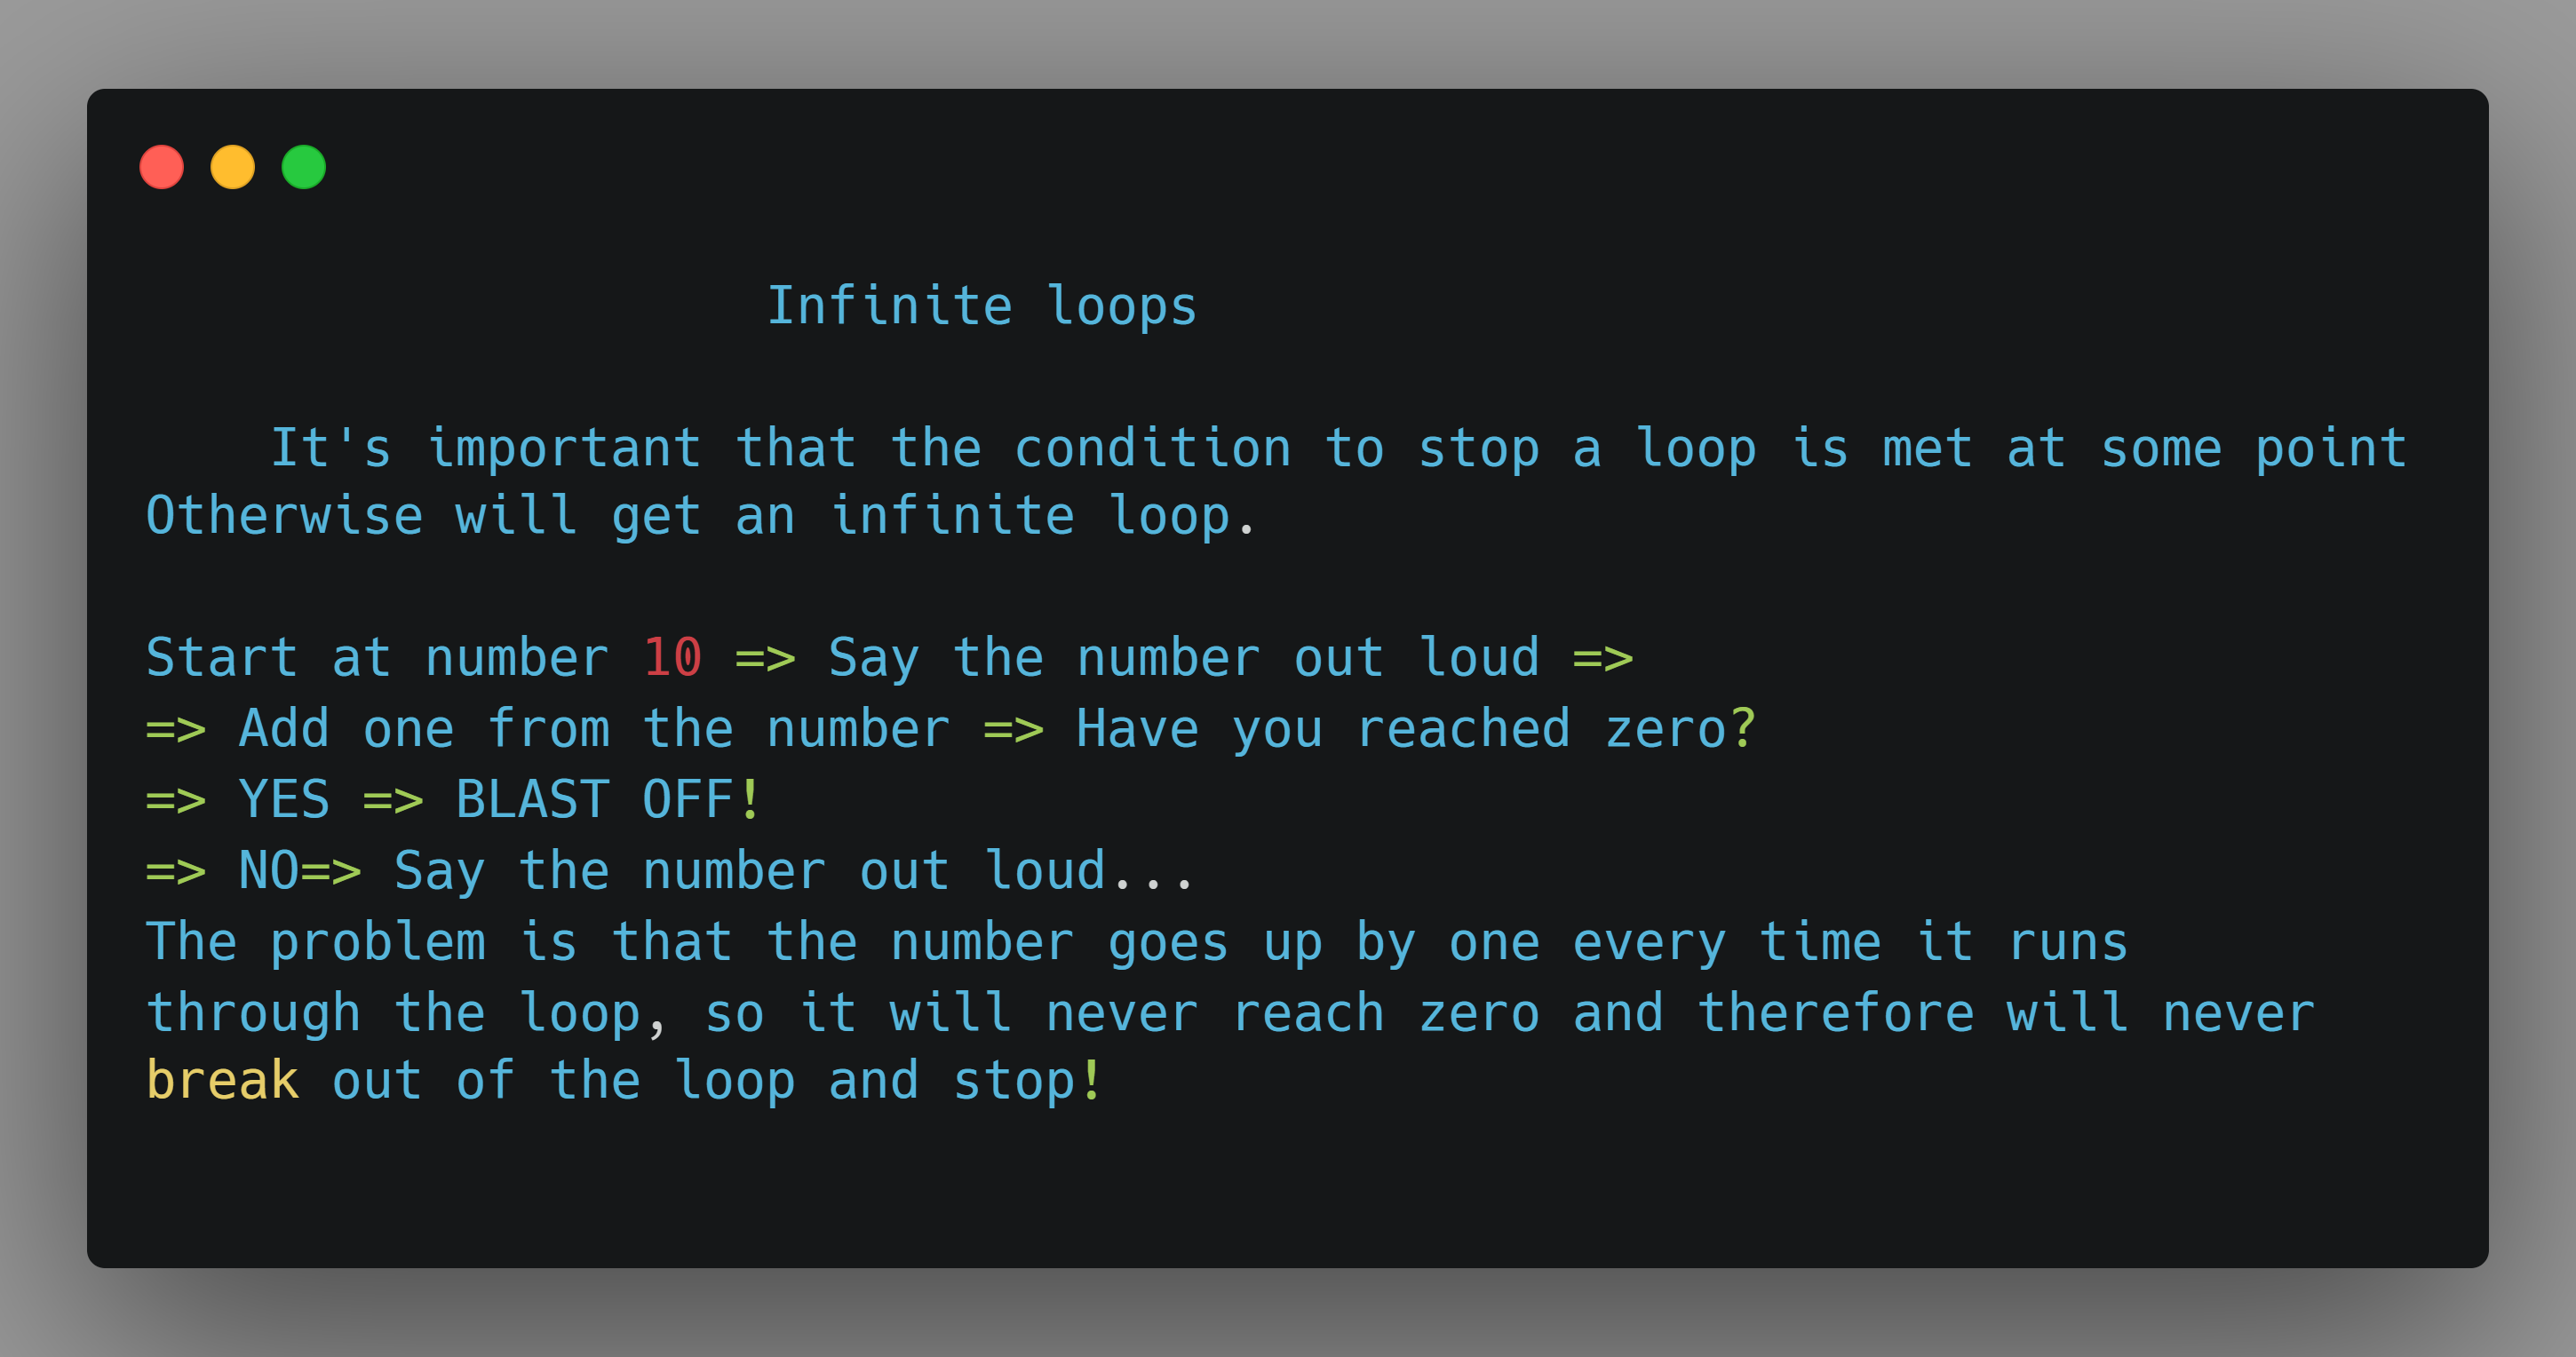 Infinite loops
It's important that the condition to stop a loop is met at some point
Otherwise will get an infinite loop.
Start at number 10 => Say the number out loud =>
=> Add one from the number => Have you reached zero?
=> YES => BLAST OFF!
=> NO=> Say the number out loud...
The problem is that the number goes up by one every time it runs
through the loop, so it will never reach zero and therefore will never
break out of the loop and stop!